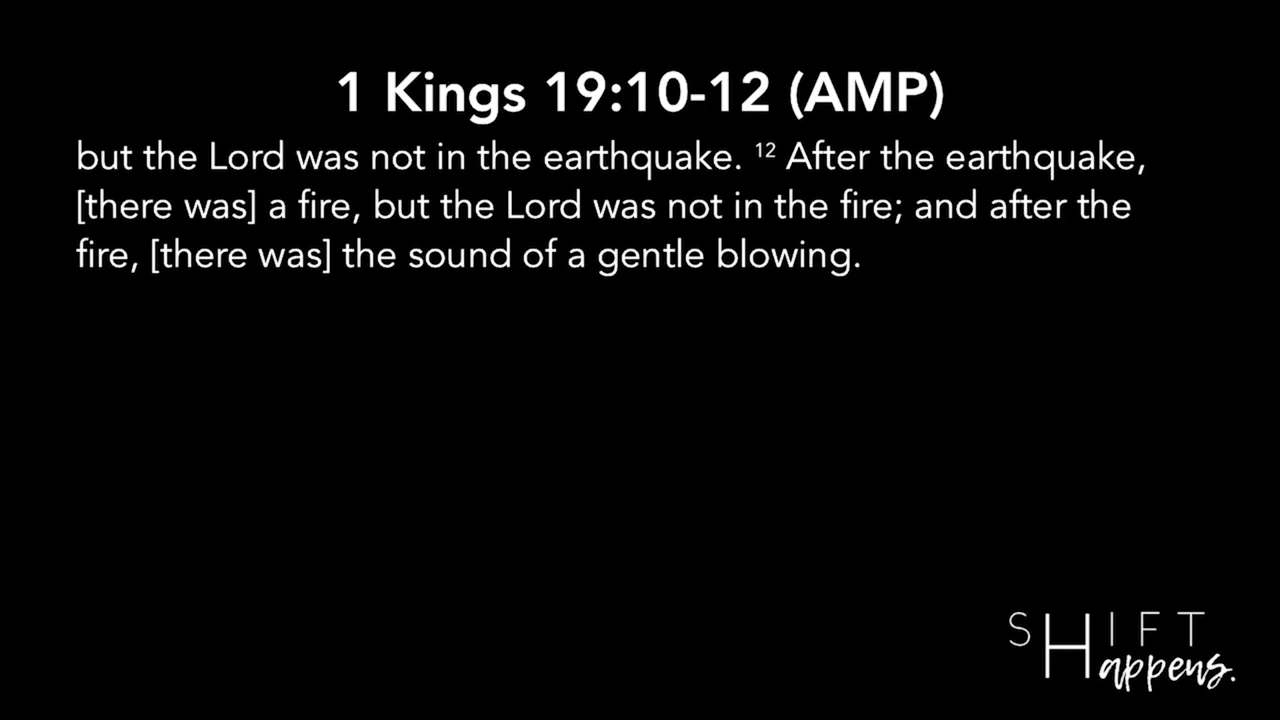 1 Kings 19:10-12 (AMP)
but the Lord was not in the earthquake. ¹² After the earthquake,
[there was] a fire, but the Lord was not in the fire; and after the
fire, [there was] the sound of a gentle blowing.
SHIFT
Happens.